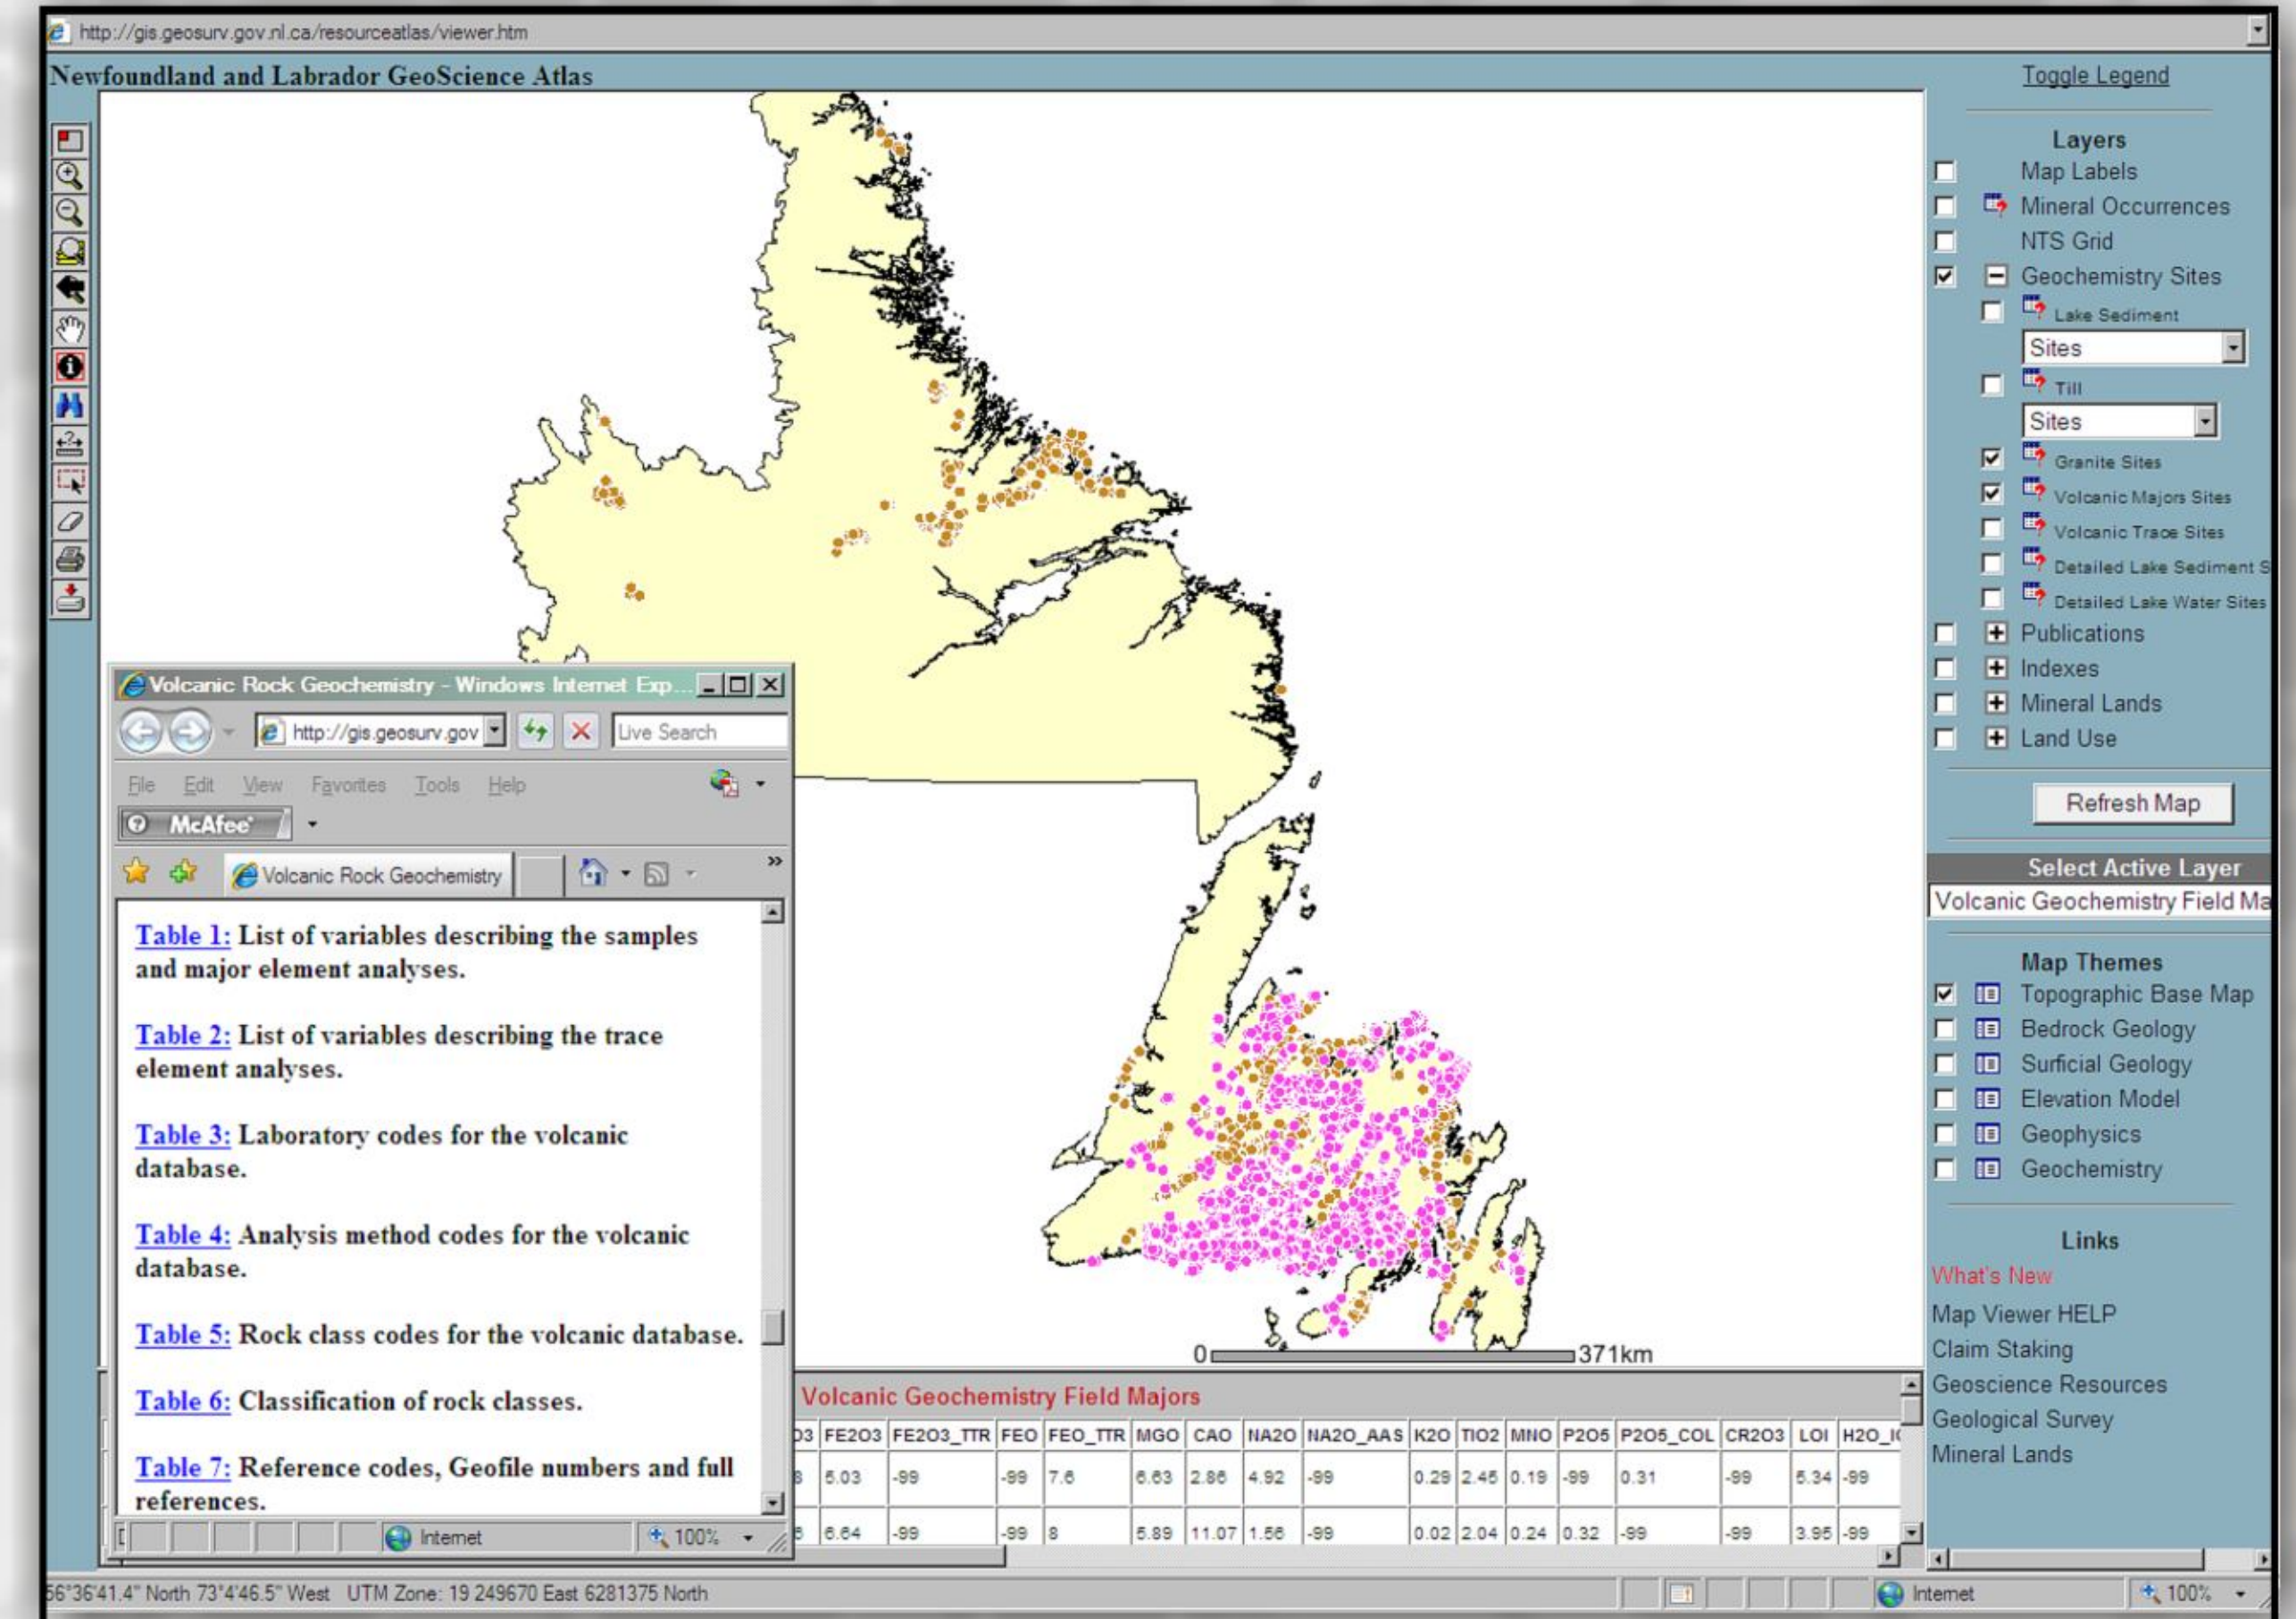 http://gis.geosurv.gov.nl.ca/resourceatlas/viewer.htm
Newfoundland and Labrador GeoScience Atlas
Toggle Legend
Layers
Map Labels
Mineral Occurrences
NTS Grid
Geochemistry Sites
Lake Sediment
Sites
Till
Sites
Granite Sites
Volcanic Majors Sites
Volcanic Trace Sites
Detailed Lake Sediment S
Detailed Lake Water Sites
Publications
Indexes
Mineral Lands
Land Use
Refresh Map
Select Active Layer
Volcanic Geochemistry Field Ma
Map Themes
Topographic Base Map
Bedrock Geology
Surficial Geology
Elevation Model
Geophysics
Geochemistry
Links
What's New
Map Viewer HELP
Claim Staking
Geoscience Resources
Geological Survey
Mineral Lands
Volcanic Rock Geochemistry - Windows Internet Exp...
http://gis.geosurv.gov
Live Search
File Edit View Favorites Tools Help
McAfee
Volcanic Rock Geochemistry
Table 1: List of variables describing the samples
and major element analyses.
Table 2: List of variables describing the trace
element analyses.
Table 3: Laboratory codes for the volcanic
database.
Table 4: Analysis method codes for the volcanic
database.
Table 5: Rock class codes for the volcanic database.
Table 6: Classification of rock classes.
Table 7: Reference codes, Geofile numbers and full
references.
Internet 100%
0 371km
Volcanic Geochemistry Field Majors
O3 FE2O3 FE2O3_TTR FEO FEO_TTR MGO CAO NA2O NA2O_AAS K2O TIO2 MNO P2O5 P2O5_COL CR2O3 LOI H2O_I
5.03 -99 -99 7.6 6.63 2.86 4.92 -99 0.29 2.45 0.19 -99 0.31 -99 5.34 -99
6.64 -99 -99 8 5.89 11.07 1.56 -99 0.02 2.04 0.24 0.32 -99 -99 3.95 -99
56°36'41.4" North 73°4'46.5" West UTM Zone: 19 249670 East 6281375 North
Internet 100%